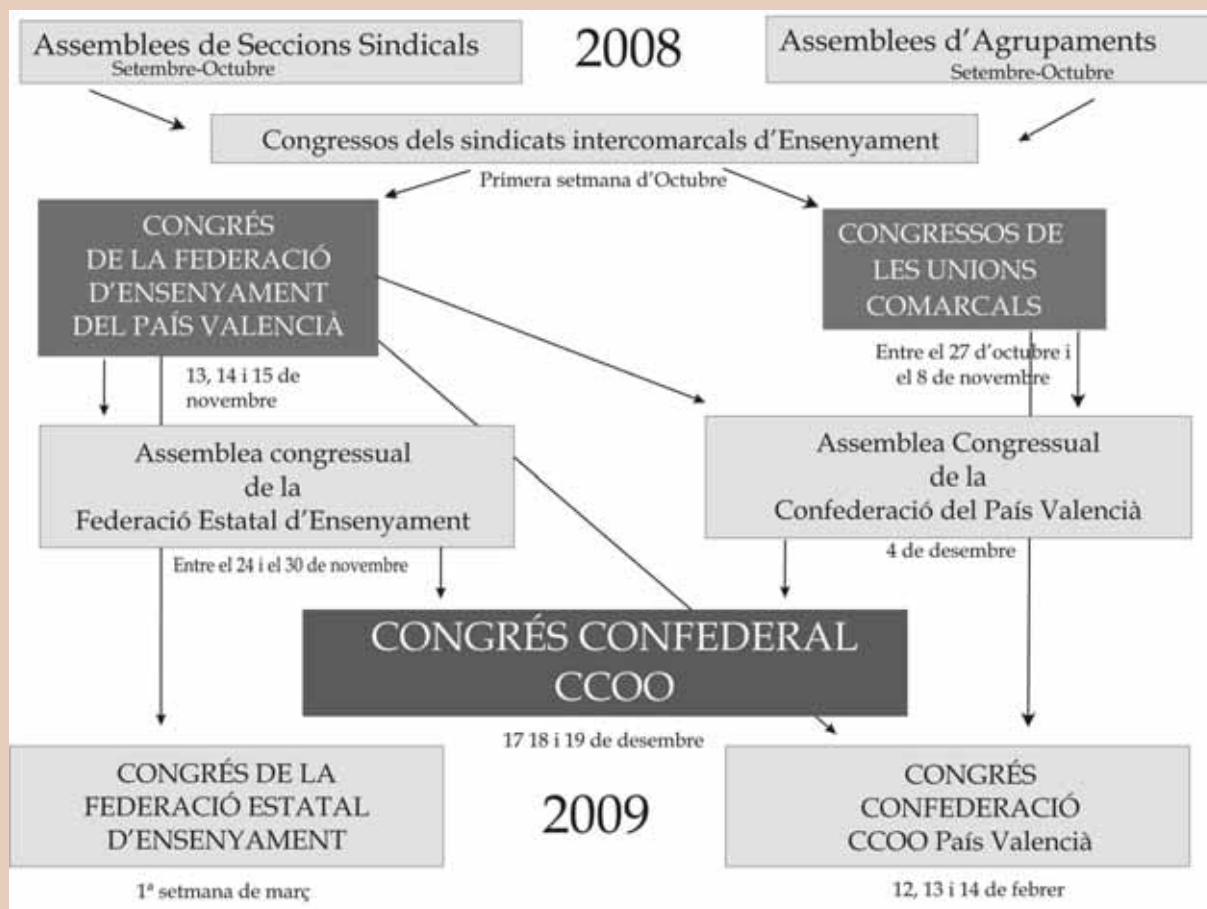 Assemblees de Seccions Sindicals
Setembre-Octubre
2008
Assemblees d'Agrupaments
Setembre-Octubre
Congressos dels sindicats intercomarcals d'Ensenyament
Primera setmana d'Octubre
CONGRÉS
DE LA FEDERACIÓ
D'ENSENYAMENT
DEL PAÍS VALENCIÀ
13, 14 i 15 de
novembre
CONGRESSOS DE
LES UNIONS
COMARCALS
Entre el 27 d'octubre i
el 8 de novembre
Assemblea congressual
de la
Federació Estatal d'Ensenyament
Entre el 24 i el 30 de novembre
Assemblea Congressual
de la
Confederació del País Valencià
4 de desembre
CONGRÉS CONFEDERAL
CCOO
17 18 i 19 de desembre
CONGRÉS DE LA
FEDERACIÓ ESTATAL
D'ENSENYAMENT
1ª setmana de març
2009
CONGRÉS
CONFEDERACIÓ
CCOO País Valencià
12, 13 i 14 de febrer